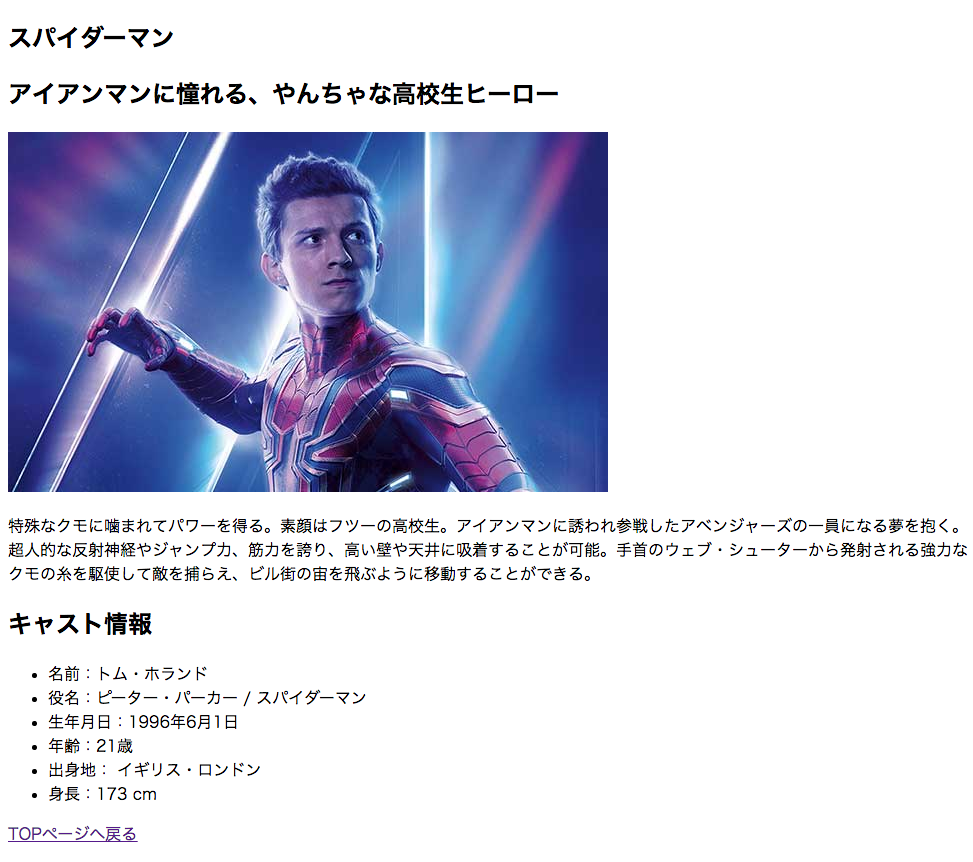 スパイダーマン
アイアンマンに憧れる、やんちゃな高校生ヒーロー
特殊なクモに噛まれてパワーを得る。素顔はフツーの高校生。アイアンマンに誘われ参戦したアベンジャーズの一員になる夢を抱く。
超人的な反射神経やジャンプ力、筋力を誇り、高い壁や天井に吸着することが可能。手首のウェブ・シューターから発射される強力な
クモの糸を駆使して敵を捕らえ、ビル街の宙を飛ぶように移動することができる。
キャスト情報
• 名前：トム・ホランド
• 役名：ピーター・パーカー / スパイダーマン
• 生年月日：1996年6月1日
• 年齢：21歳
• 出身地： イギリス・ロンドン
• 身長：173 cm
TOPページへ戻る